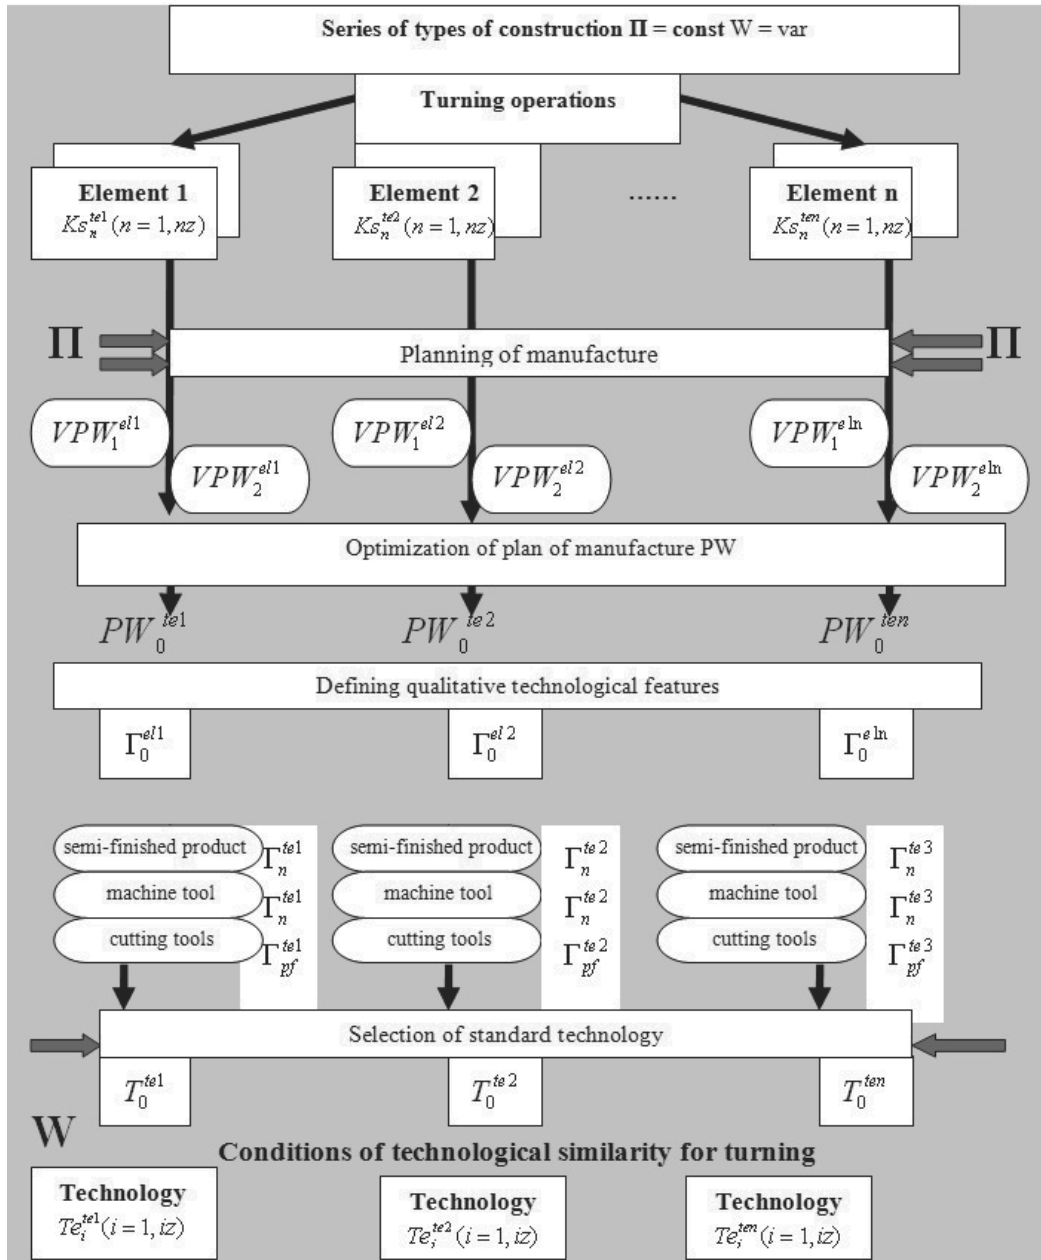 Series of types of construction Π = const W = var
Turning operations
Element 1
Element 2
......
Element n
Ks_n^{te1}(n = 1, nz)
Ks_n^{te2}(n = 1, nz)
Ks_n^{ten}(n = 1, nz)
Π
Π
Planning of manufacture
VPW_1^{el1}
VPW_1^{el2}
VPW_1^{eln}
VPW_2^{el1}
VPW_2^{el2}
VPW_2^{eln}
Optimization of plan of manufacture PW
PW_0^{te1}
PW_0^{te2}
PW_0^{ten}
Defining qualitative technological features
Γ_0^{el1}
Γ_0^{el2}
Γ_0^{eln}
semi-finished product
Γ_n^{te1}
semi-finished product
Γ_n^{te2}
semi-finished product
Γ_n^{te3}
machine tool
Γ_n^{te1}
machine tool
Γ_n^{te2}
machine tool
Γ_n^{te3}
cutting tools
Γ_{pf}^{te1}
cutting tools
Γ_{pf}^{te2}
cutting tools
Γ_{pf}^{te3}
Selection of standard technology
T_0^{te1}
T_0^{te2}
T_0^{ten}
W
Conditions of technological similarity for turning
Technology
Technology
Technology
Te_i^{te1}(i = 1, iz)
Te_i^{te2}(i = 1, iz)
Te_i^{ten}(i = 1, iz)